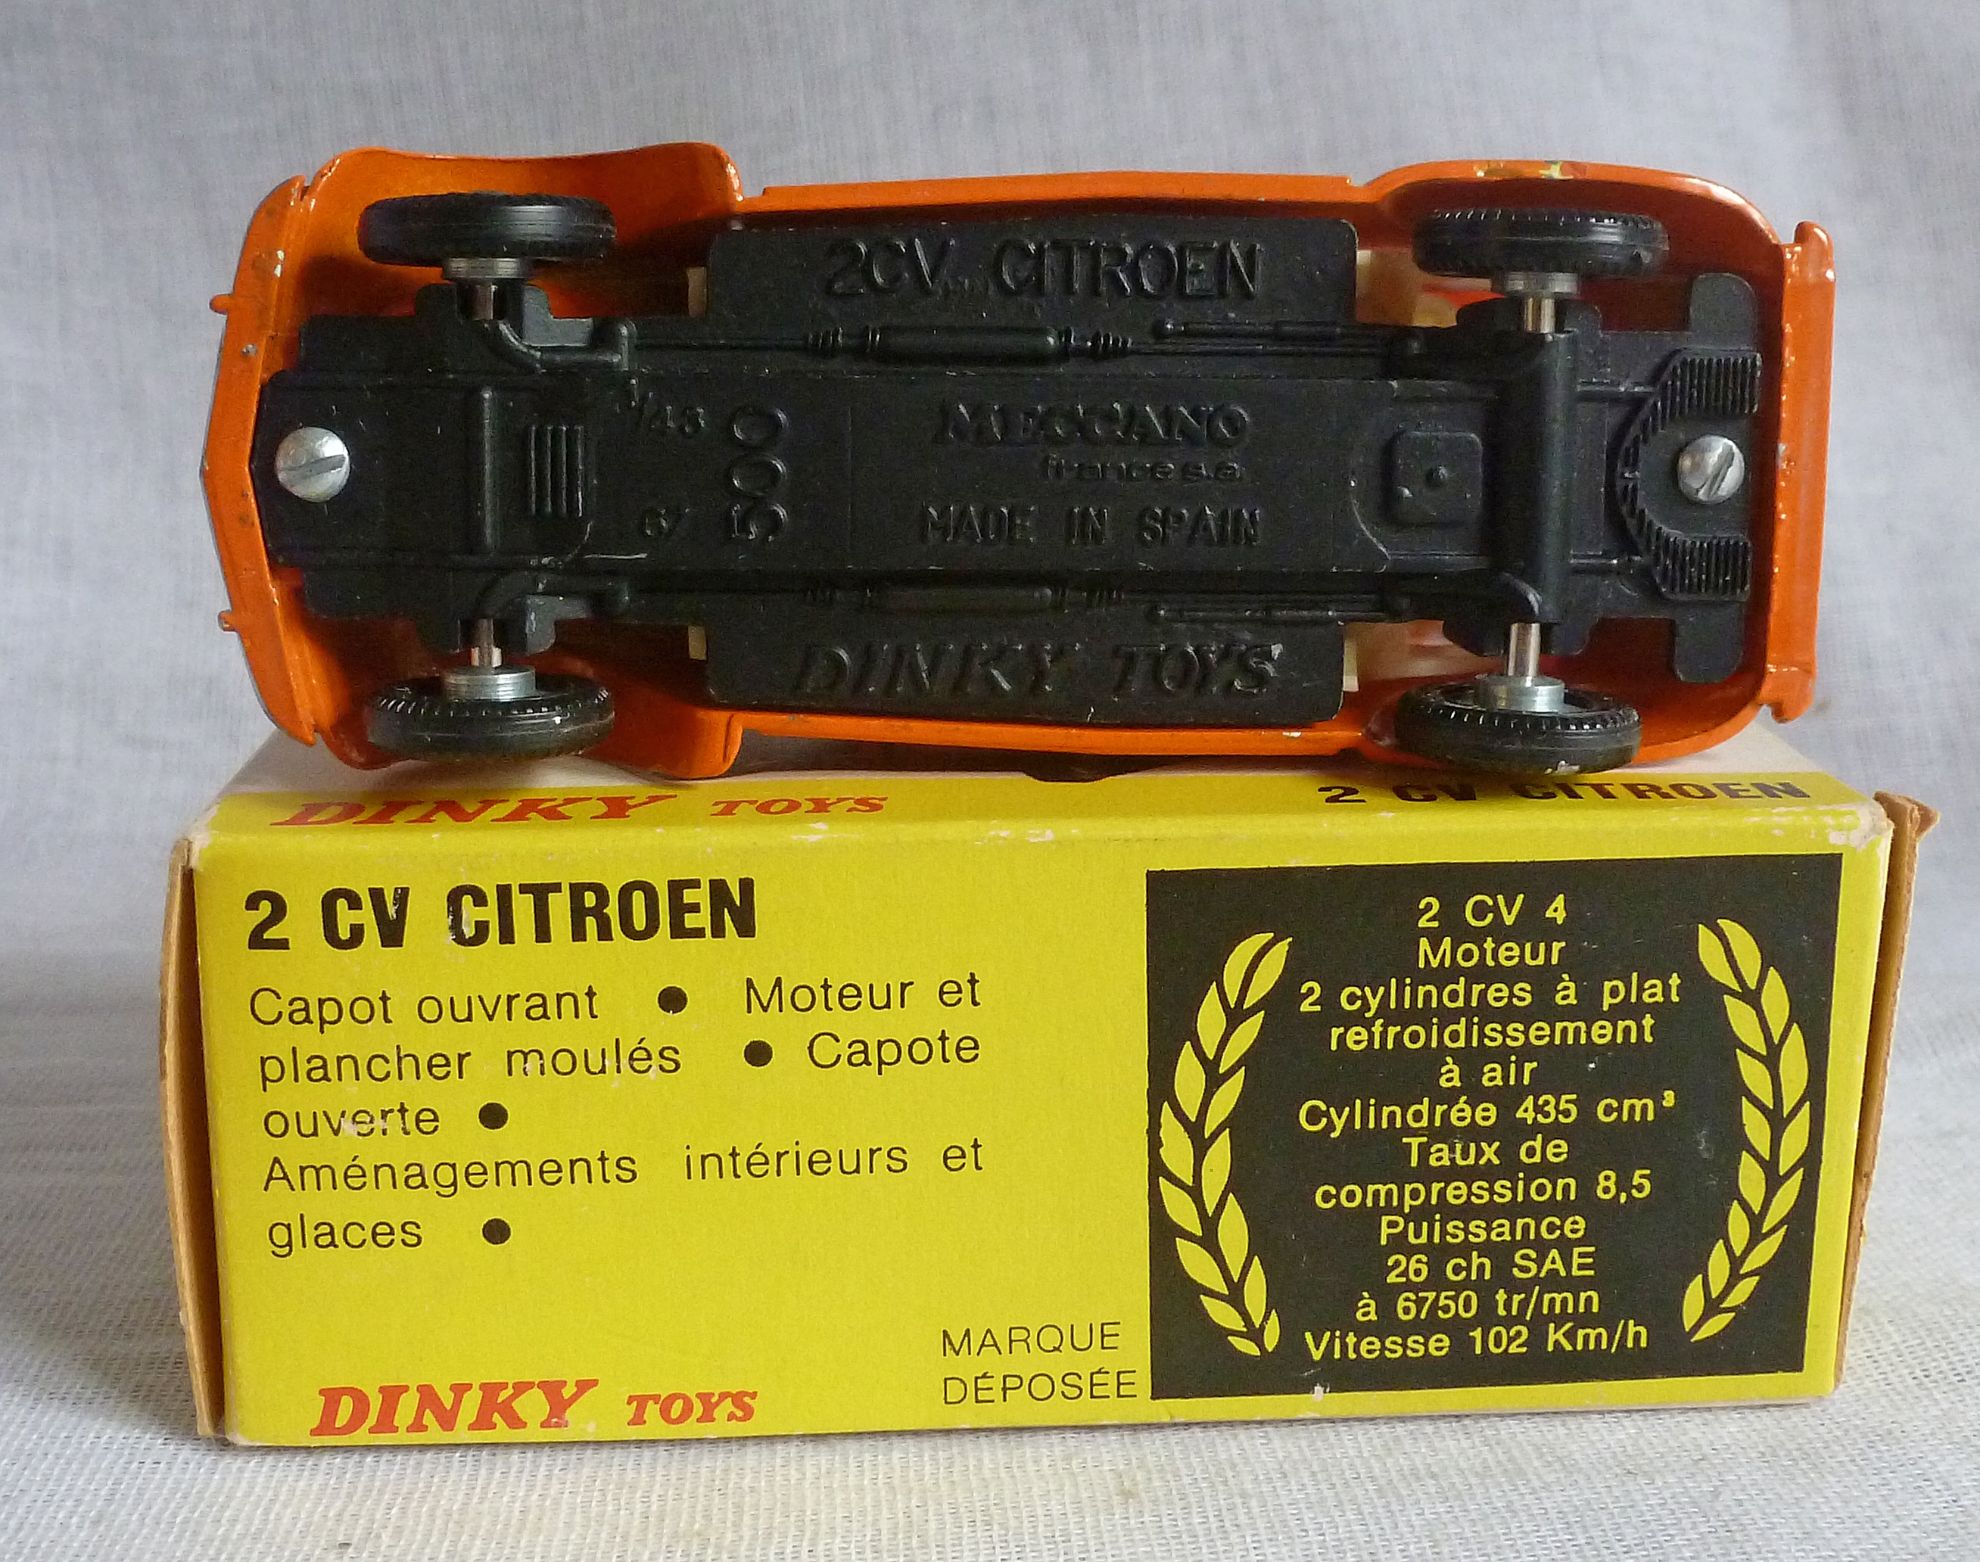 2CV CITROEN
1/43
500
67
MECCANO
france s.a
MADE IN SPAIN
DINKY TOYS
DINKY TOYS
2 CV CITROEN
2 CV CITROEN
Capot ouvrant ● Moteur et
plancher moulés ● Capote
ouverte ●
Aménagements intérieurs et
glaces ●
MARQUE
DÉPOSÉE
DINKY TOYS
2 CV 4
Moteur
2 cylindres à plat
refroidissement
à air
Cylindrée 435 cm³
Taux de
compression 8,5
Puissance
26 ch SAE
à 6750 tr/mn
Vitesse 102 Km/h